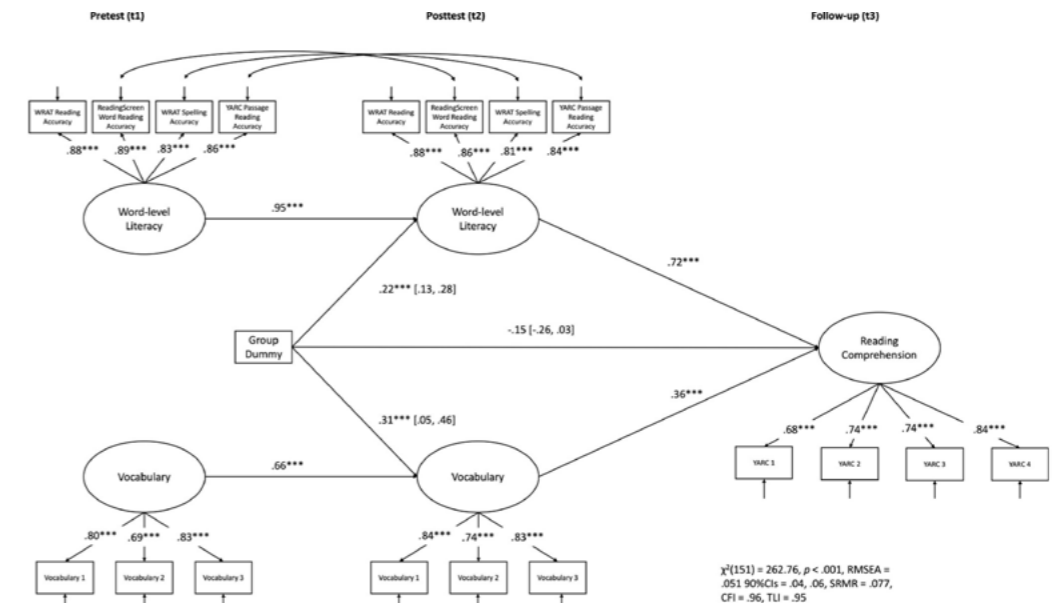 Pretest (t1)
Posttest (t2)
Follow-up (t3)
WRAT Reading
Accuracy
ReadingScreen
Word Reading
Accuracy
WRAT Spelling
Accuracy
YARC Passage
Reading
Accuracy
WRAT Reading
Accuracy
ReadingScreen
Word Reading
Accuracy
WRAT Spelling
Accuracy
YARC Passage
Reading
Accuracy
.88***
.89***
.83***
.86***
.88***
.86***
.81***
.84***
Word-level
Literacy
.95***
Word-level
Literacy
.72***
.22*** [.13, .28]
Group
Dummy
-.15 [-.26, .03]
Reading
Comprehension
.31*** [.05, .46]
.36***
.68***
.74***
.74***
.84***
YARC 1
YARC 2
YARC 3
YARC 4
Vocabulary
.66***
Vocabulary
.80***
.69***
.83***
.84***
.74***
.83***
Vocabulary 1
Vocabulary 2
Vocabulary 3
Vocabulary 1
Vocabulary 2
Vocabulary 3
χ²(151) = 262.76, p < .001, RMSEA =
.051 90%CIs = .04, .06, SRMR = .077,
CFI = .96, TLI = .95